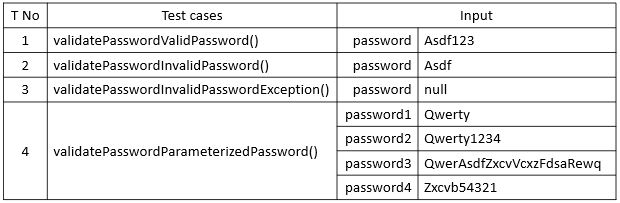 T No Test cases Input
1 validatePasswordValidPassword() password Asdf123
2 validatePasswordInvalidPassword() password Asdf
3 validatePasswordInvalidPasswordException() password null
4 validatePasswordParameterizedPassword() password1 Qwerty
password2 Qwerty1234
password3 QwerAsdfZxcvVcxzFdsaRewq
password4 Zxcvb54321